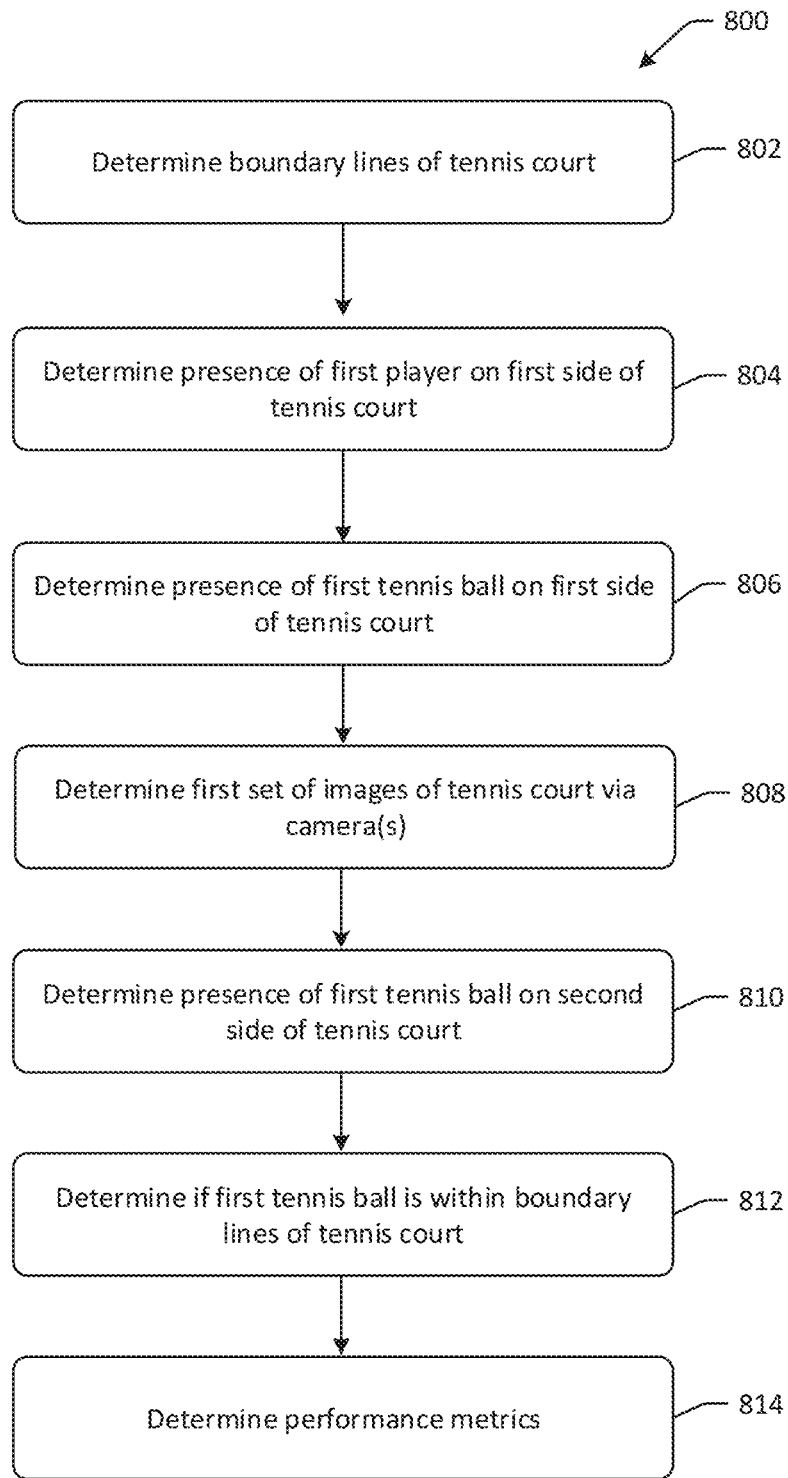 800
Determine boundary lines of tennis court
802
Determine presence of first player on first side of
tennis court
804
Determine presence of first tennis ball on first side
of tennis court
806
Determine first set of images of tennis court via
camera(s)
808
Determine presence of first tennis ball on second
side of tennis court
810
Determine if first tennis ball is within boundary
lines of tennis court
812
Determine performance metrics
814